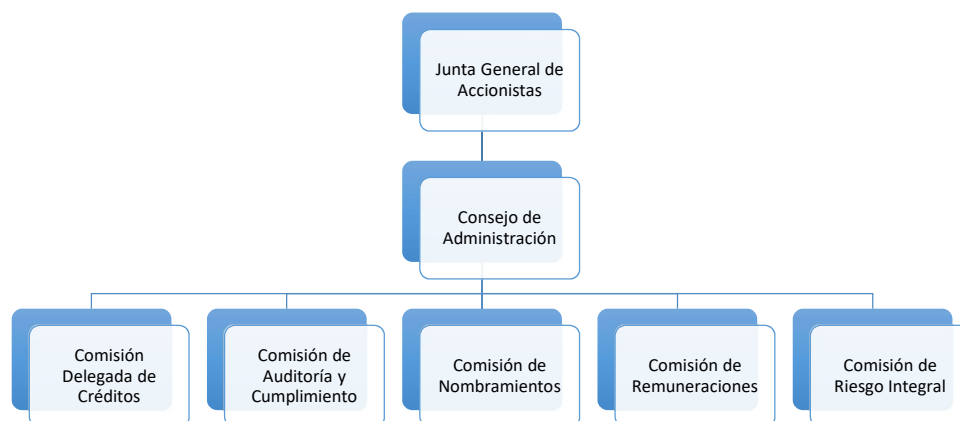 Junta General de
Accionistas
Consejo de
Administración
Comisión
Delegada de
Créditos
Comisión de
Auditoría y
Cumplimiento
Comisión de
Nombramientos
Comisión de
Remuneraciones
Comisión de
Riesgo Integral